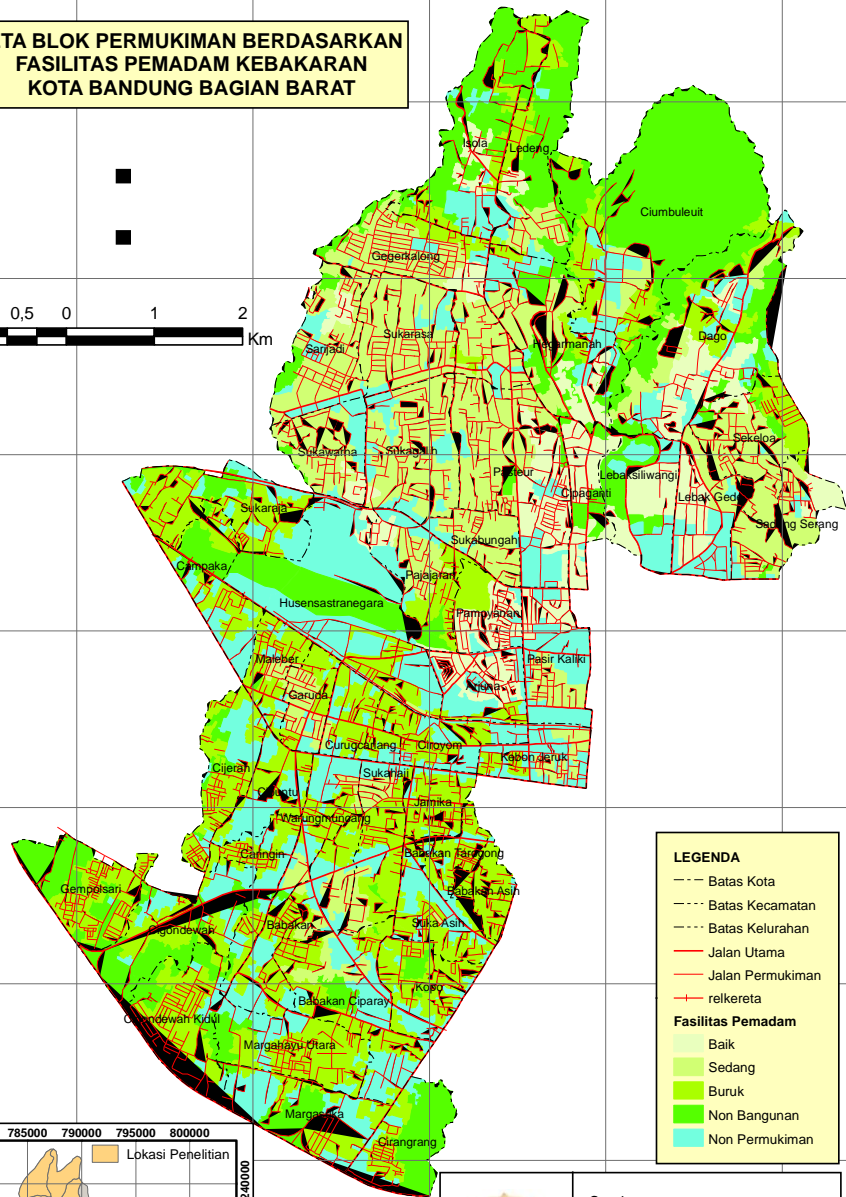 TA BLOK PERMUKIMAN BERDASARKAN
FASILITAS PEMADAM KEBAKARAN
KOTA BANDUNG BAGIAN BARAT
0,5 0 1 2
Km
Isola
Ledeng
Ciumbuleuit
Gegerkalong
Sukarasa
Sarijadi
Hegarmanah
Dago
Sukawarna
Sukagalih
Pasteur
Sekeloa
Lebaksiliwangi
Cipaganti
Lebak Gede
Sadang Serang
Sukaraja
Sukabungah
Campaka
Pajajaran
Husensastranegara
Pamoyanan
Maleber
Pasir Kaliki
Garuda
Arjuna
Curugcariang
Ciroyom
Kebon Jeruk
Cijerah
Sukahaji
Cibuntu
Jamika
Warungmuncang
Caringin
Babakan Tarogong
Gempolsari
Babakan Asih
Cigondewah
Babakan
Suka Asih
Kopo
Babakan Ciparay
Cigondewah Kidul
Margahayu Utara
Margasuka
Cirangrang
LEGENDA
Batas Kota
Batas Kecamatan
Batas Kelurahan
Jalan Utama
Jalan Permukiman
relkereta
Fasilitas Pemadam
Baik
Sedang
Buruk
Non Bangunan
Non Permukiman
785000 790000 795000 800000
Lokasi Penelitian
240000